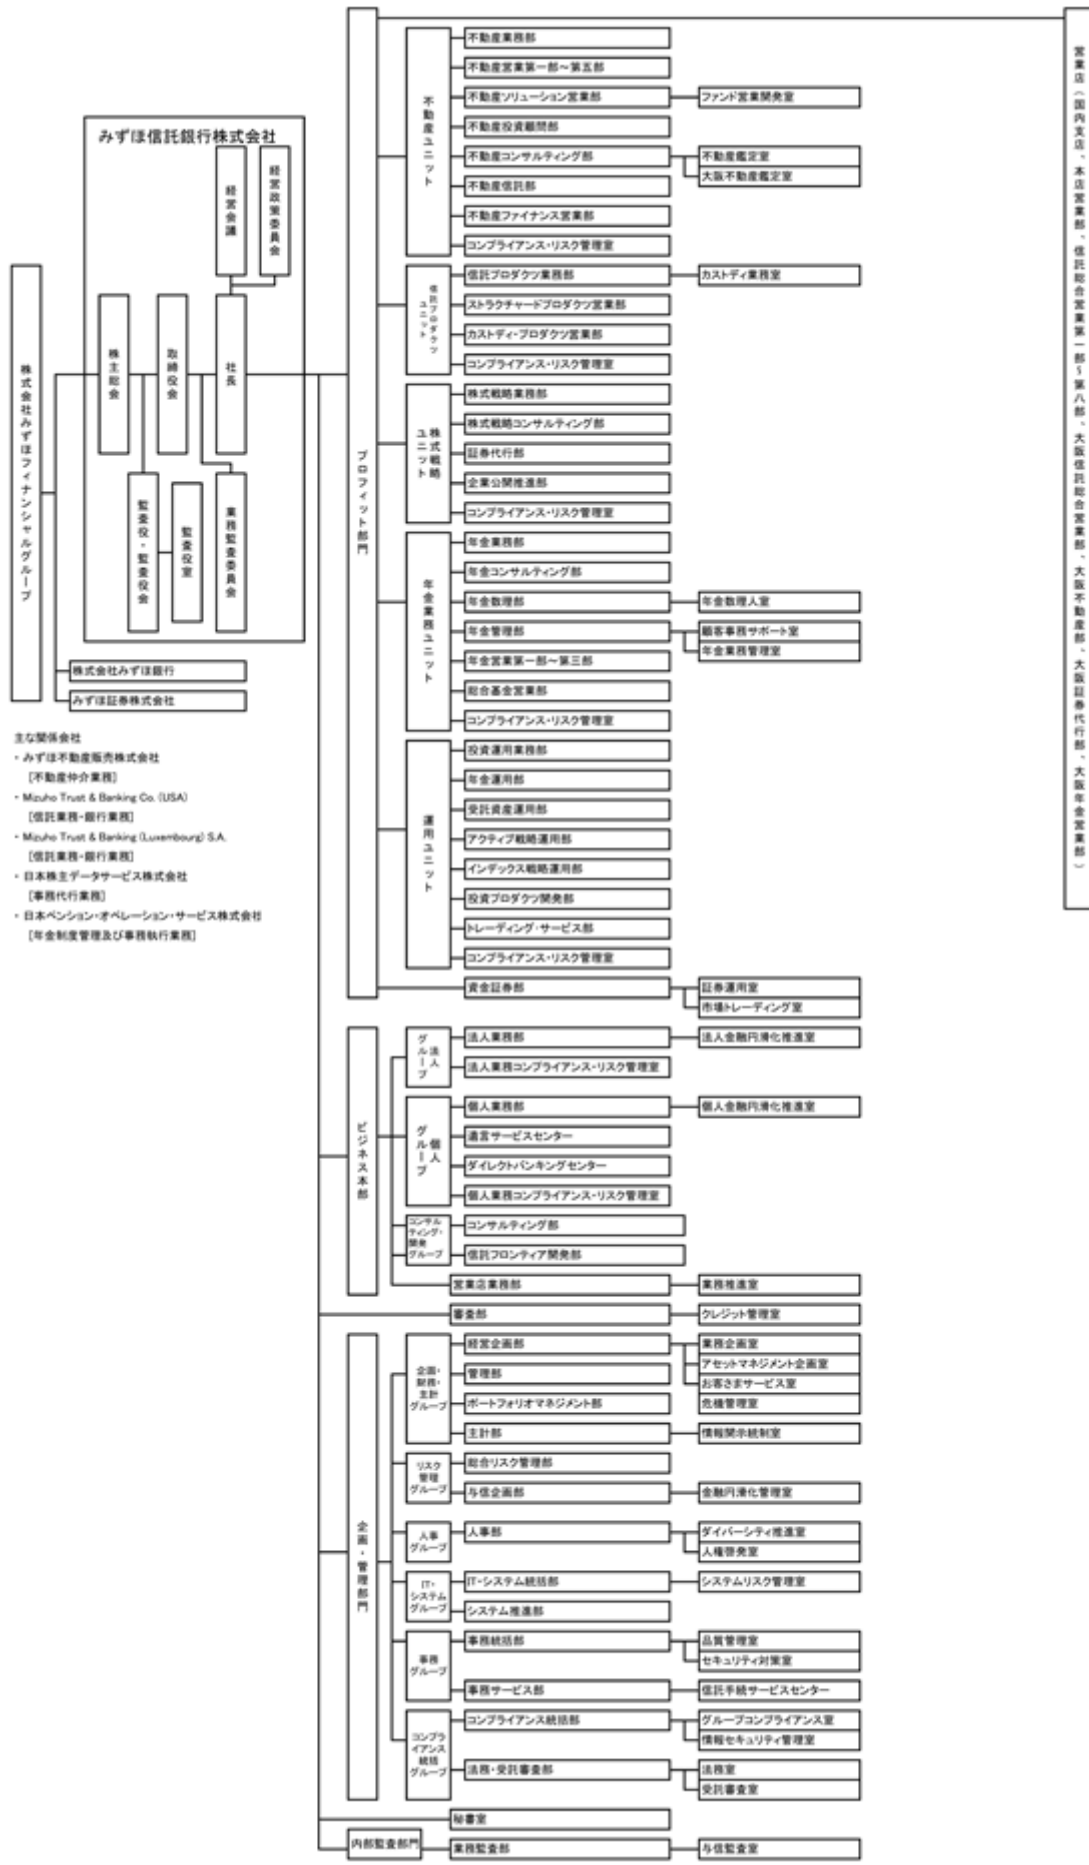 みずほ信託銀行株式会社
経営会議
経営政策委員会
株主総会
取締役会
社長
監査役・監査役会
監査役室
業務監査委員会
株式会社みずほフィナンシャルグループ
株式会社みずほ銀行
みずほ証券株式会社
主な関係会社
・みずほ不動産販売株式会社
[不動産仲介業務]
・Mizuho Trust & Banking Co. (USA)
[信託業務・銀行業務]
・Mizuho Trust & Banking (Luxembourg) S.A.
[信託業務・銀行業務]
・日本株主データサービス株式会社
[事務代行業務]
・日本ペンション・オペレーション・サービス株式会社
[年金制度管理及び事務執行業務]
プロフィット部門
不動産ユニット
不動産業務部
不動産営業第一部～第五部
不動産ソリューション営業部
ファンド営業開発室
不動産投資顧問部
不動産コンサルティング部
不動産鑑定室
大阪不動産鑑定室
不動産信託部
不動産ファイナンス営業部
コンプライアンス・リスク管理室
信託プロダクツ
ユニット
信託プロダクツ業務部
カストディ業務室
ストラクチャードプロダクツ営業部
カストディ・プロダクツ営業部
コンプライアンス・リスク管理室
株式戦略
ユニット
株式戦略業務部
株式戦略コンサルティング部
証券代行部
企業公開推進部
コンプライアンス・リスク管理室
年金業務ユニット
年金業務部
年金コンサルティング部
年金数理部
年金数理人室
年金管理部
顧客事務サポート室
年金業務管理室
年金営業第一部～第三部
総合基金営業部
コンプライアンス・リスク管理室
運用ユニット
投資運用業務部
年金運用部
受託資産運用部
アクティブ戦略運用部
インデックス戦略運用部
投資プロダクツ開発部
トレーディング・サービス部
コンプライアンス・リスク管理室
資金証券部
証券運用室
市場トレーディング室
営業店（国内支店、本店営業部、信託総合営業第一部～第八部、大阪信託総合営業部、大阪不動産部、大阪証券代行部、大阪年金営業部）
ビジネス本部
法人
グループ
法人業務部
法人金融円滑化推進室
法人業務コンプライアンス・リスク管理室
個人
グループ
個人業務部
個人金融円滑化推進室
遺言サービスセンター
ダイレクトバンキングセンター
個人業務コンプライアンス・リスク管理室
コンサル
ティング・
開発
グループ
コンサルティング部
信託フロンティア開発部
営業店業務部
業務推進室
審査部
クレジット管理室
企画・管理部門
企画・
財務・
主計
グループ
経営企画部
業務企画室
アセットマネジメント企画室
お客さまサービス室
危機管理室
管理部
ポートフォリオマネジメント部
主計部
情報開示統制室
リスク
管理
グループ
総合リスク管理部
与信企画部
金融円滑化管理室
人事
グループ
人事部
ダイバーシティ推進室
人権啓発室
IT・
システム
グループ
IT・システム統括部
システムリスク管理室
システム推進部
事務
グループ
事務統括部
品質管理室
セキュリティ対策室
事務サービス部
信託手続サービスセンター
コンプラ
イアンス
統括
グループ
コンプライアンス統括部
グループコンプライアンス室
情報セキュリティ管理室
法務・受託審査部
法務室
受託審査室
秘書室
内部監査部門
業務監査部
与信監査室